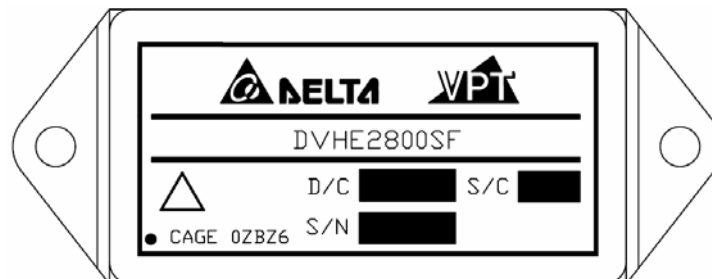 DELTA VPT
DVHE2800SF
D/C S/C
S/N
CAGE 0ZBZ6